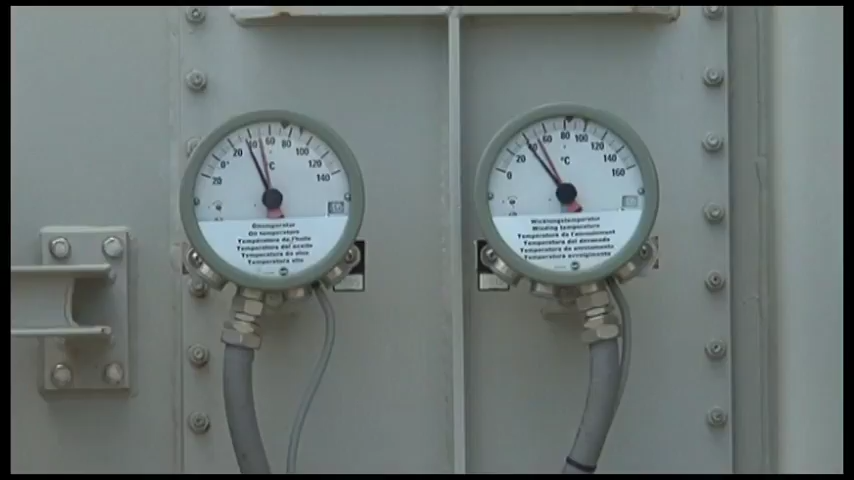 20 0 20 40 60 80 100 120 140
°C
Öltemperatur
Oil temperature
Température de l'huile
Temperatura del aceite
Temperatura do óleo
Temperatura olio
0 20 40 60 80 100 120 140 160
°C
Wicklungstemperatur
Winding temperature
Température de l'enroulement
Temperatura del devanado
Temperatura do enrolamento
Temperatura avvolgimento